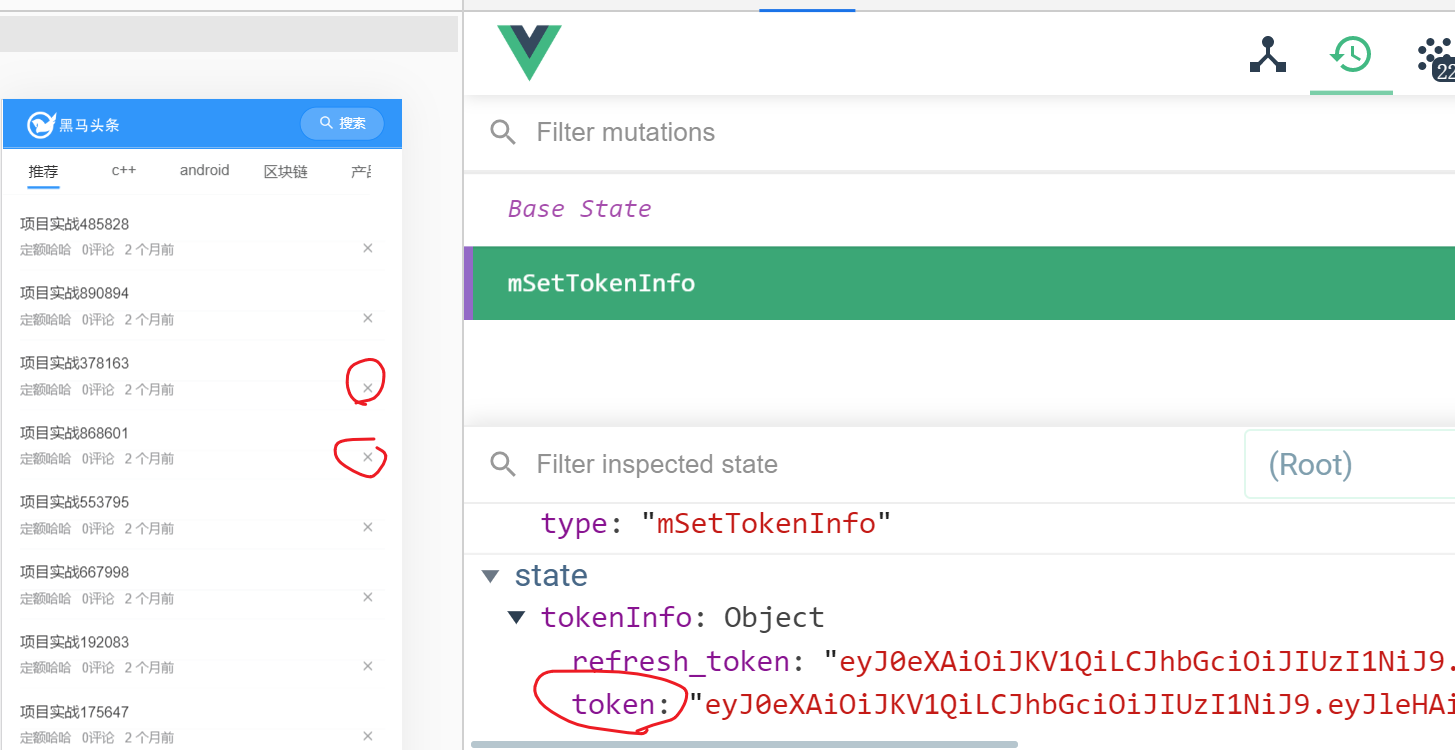 黑马头条
搜索
推荐 c++ android 区块链
项目实战485828
定额哈哈 0评论 2 个月前 ×
项目实战890894
定额哈哈 0评论 2 个月前 ×
项目实战378163
定额哈哈 0评论 2 个月前 ×
项目实战868601
定额哈哈 0评论 2 个月前 ×
项目实战553795
定额哈哈 0评论 2 个月前 ×
项目实战667998
定额哈哈 0评论 2 个月前 ×
项目实战192083
定额哈哈 0评论 2 个月前 ×
项目实战175647
定额哈哈 0评论 2 个月前 ×
22
Filter mutations
Base State
mSetTokenInfo
Filter inspected state
(Root)
type: "mSetTokenInfo"
state
tokenInfo: Object
refresh_token: "eyJ0eXAiOiJKV1QiLCJhbGciOiJIUzI1NiJ9.
token: "eyJ0eXAiOiJKV1QiLCJhbGciOiJIUzI1NiJ9.eyJleHAi